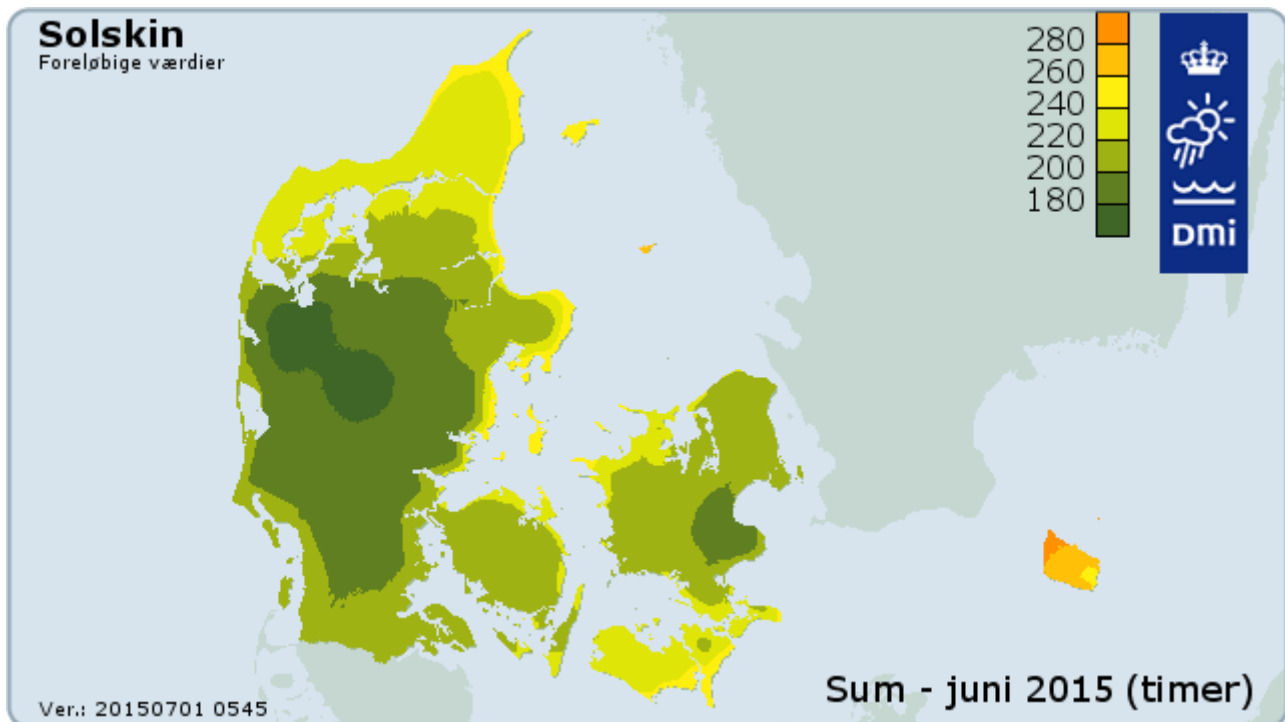 Solskin
Foreløbige værdier
280
260
240
220
200
180
DMi
Sum - juni 2015 (timer)
Ver.: 20150701 0545